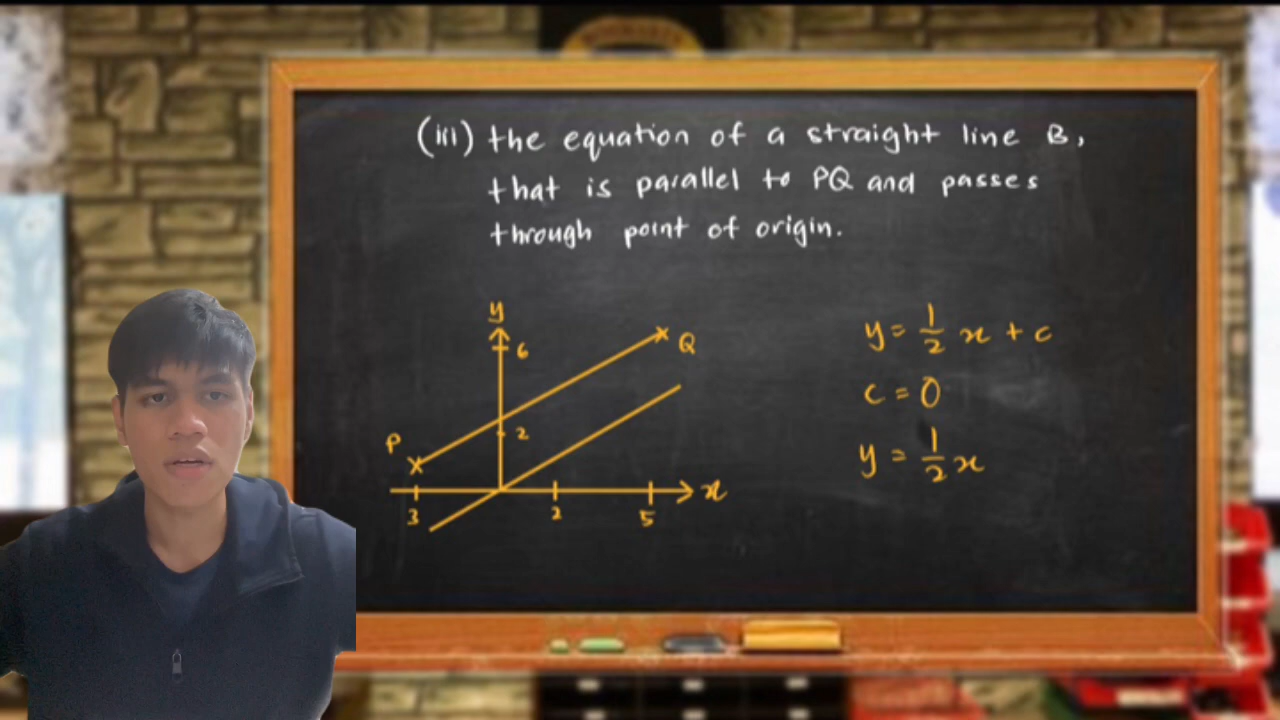 (iii) the equation of a straight line B,
that is parallel to PQ and passes
through point of origin.
y
6
Q
P
2
x
3
2
5
y = 1/2 x + c
c = 0
y = 1/2 x